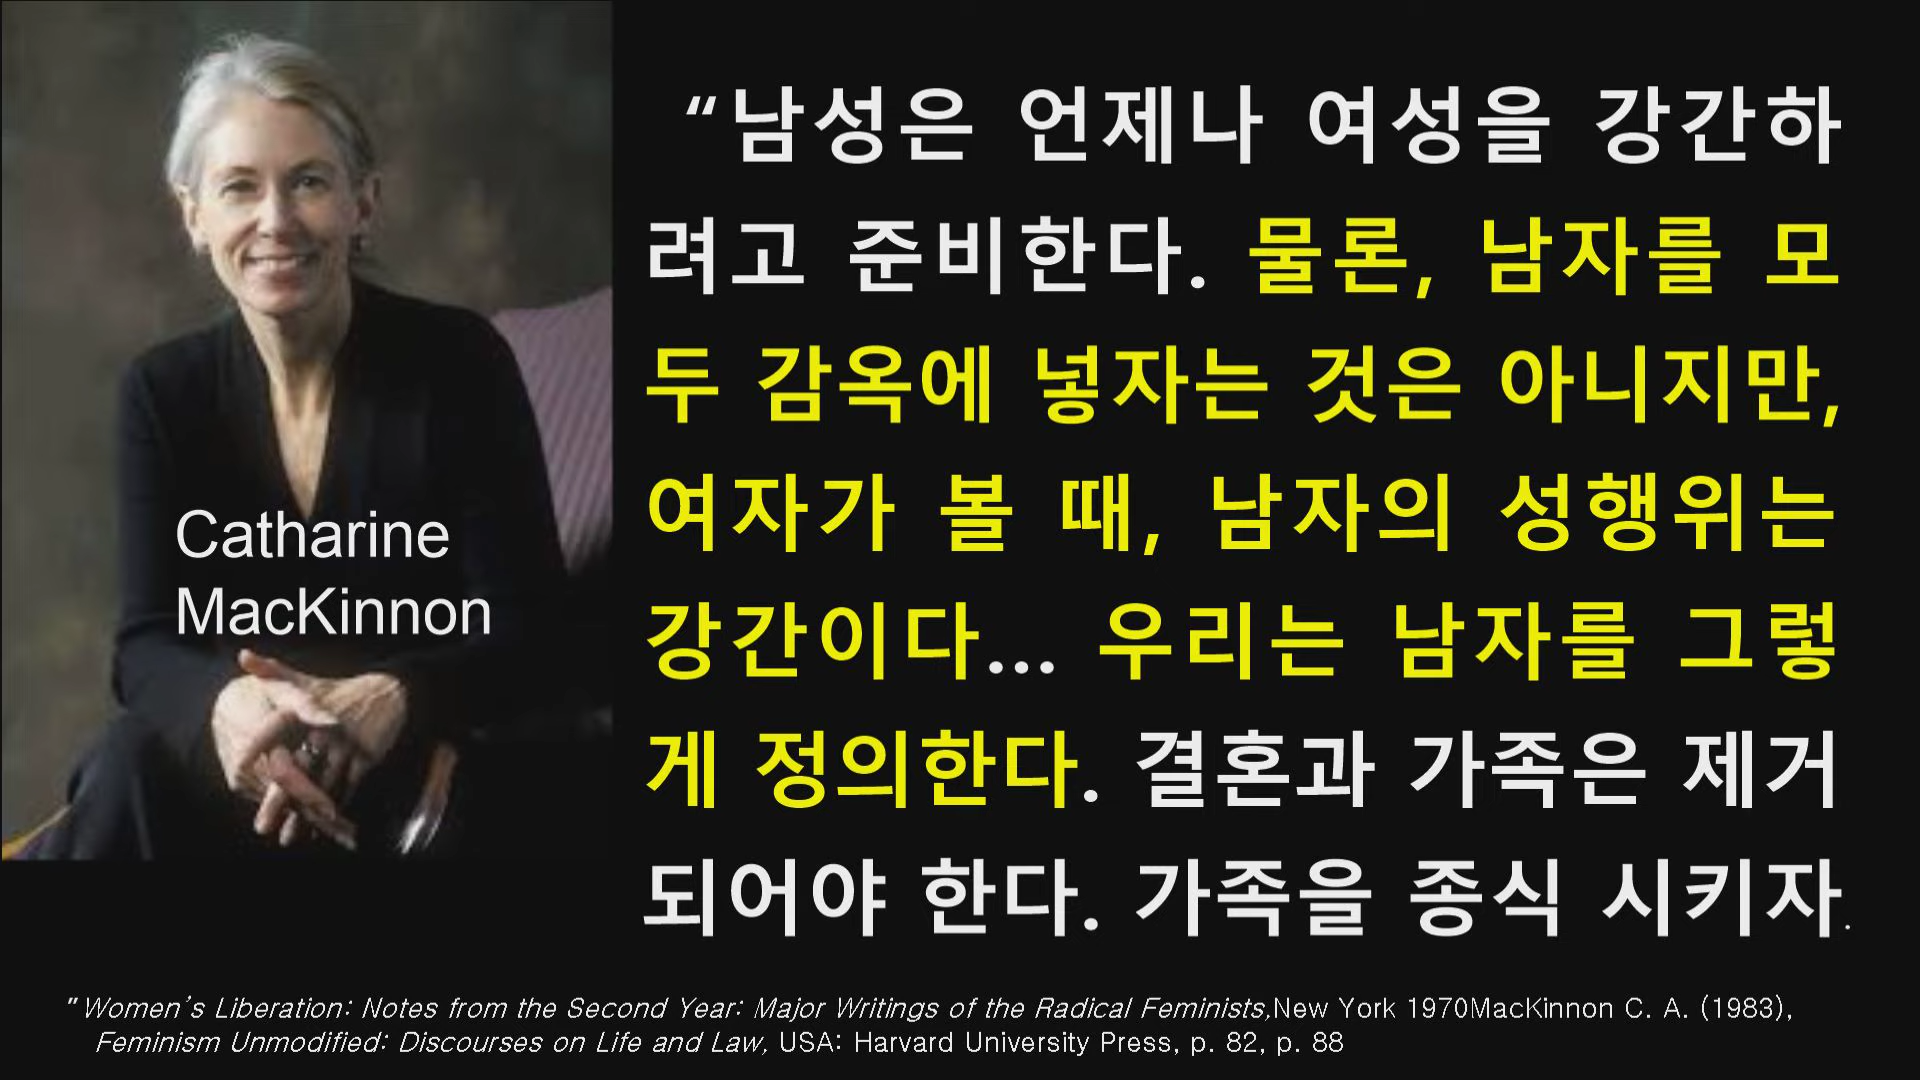 Catharine
MacKinnon
“남성은 언제나 여성을 강간하
려고 준비한다. 물론, 남자를 모
두 감옥에 넣자는 것은 아니지만,
여자가 볼 때, 남자의 성행위는
강간이다... 우리는 남자를 그렇
게 정의한다. 결혼과 가족은 제거
되어야 한다. 가족을 종식 시키자.
" Women’s Liberation: Notes from the Second Year: Major Writings of the Radical Feminists,New York 1970MacKinnon C. A. (1983),
Feminism Unmodified: Discourses on Life and Law, USA: Harvard University Press, p. 82, p. 88